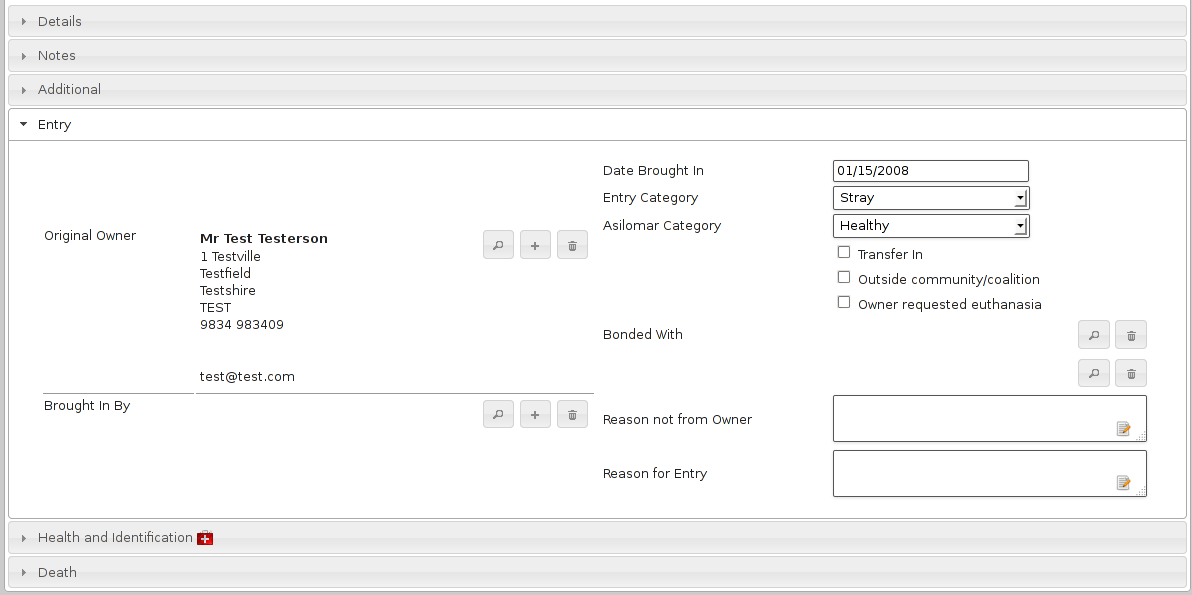 Details
Notes
Additional
Entry
Original Owner
Mr Test Testerson
1 Testville
Testfield
Testshire
TEST
9834 983409
test@test.com
Brought In By
Date Brought In 01/15/2008
Entry Category Stray
Asilomar Category Healthy
Transfer In
Outside community/coalition
Owner requested euthanasia
Bonded With
Reason not from Owner
Reason for Entry
Health and Identification
Death